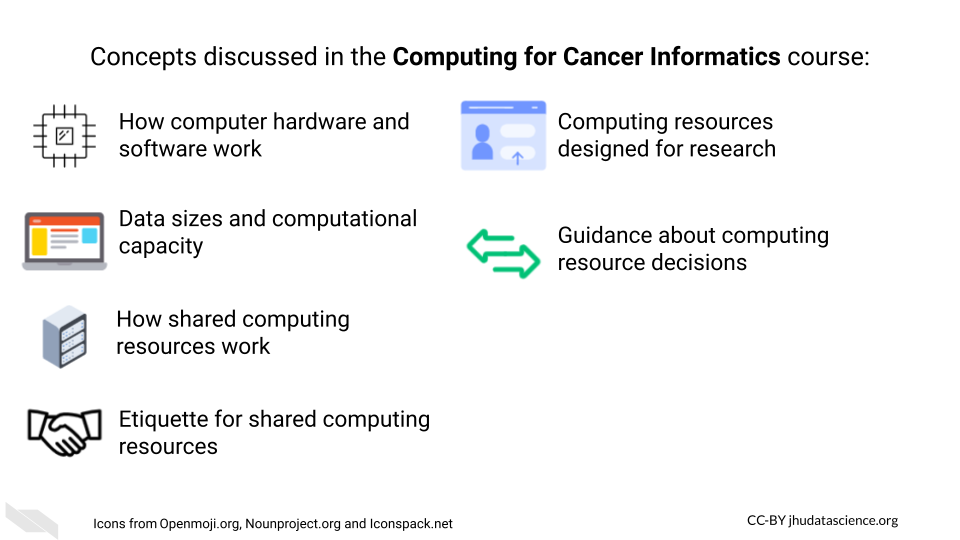 Concepts discussed in the Computing for Cancer Informatics course:
How computer hardware and
software work
Data sizes and computational
capacity
How shared computing
resources work
Etiquette for shared computing
resources
Computing resources
designed for research
Guidance about computing
resource decisions
Icons from Openmoji.org, Nounproject.org and Iconspack.net
CC-BY jhudatascience.org